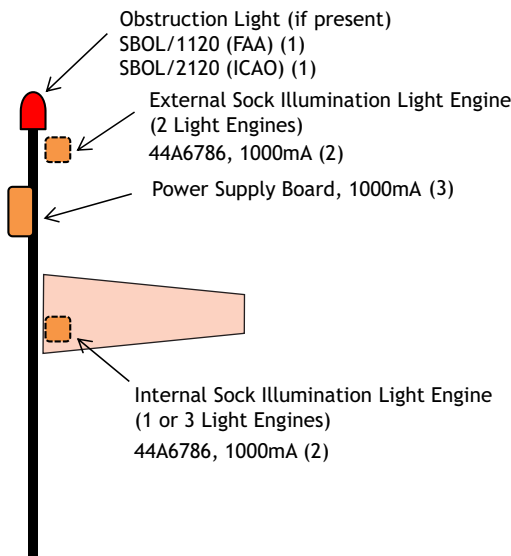 Obstruction Light (if present)
SBOL/1120 (FAA) (1)
SBOL/2120 (ICAO) (1)
External Sock Illumination Light Engine
(2 Light Engines)
44A6786, 1000mA (2)
Power Supply Board, 1000mA (3)
Internal Sock Illumination Light Engine
(1 or 3 Light Engines)
44A6786, 1000mA (2)